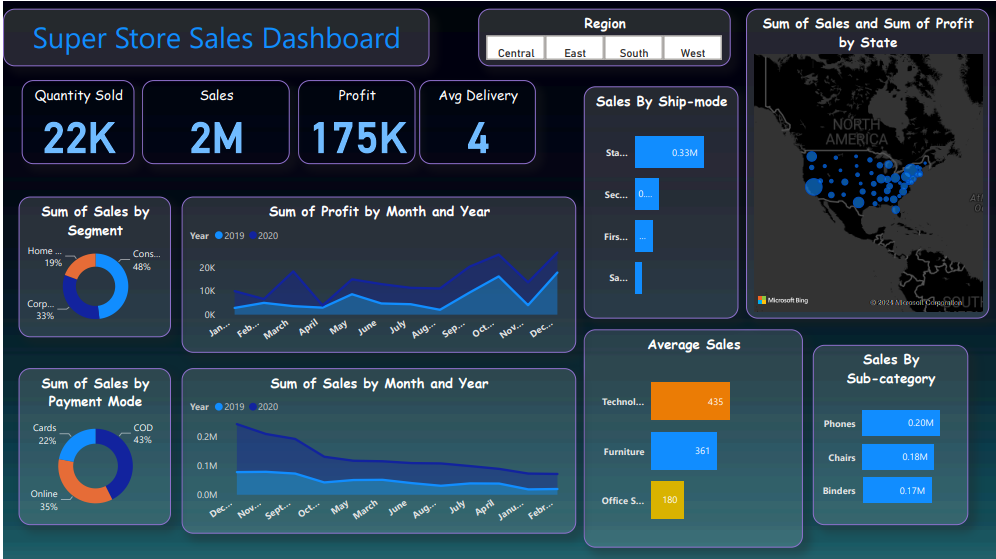 Super Store Sales Dashboard
Region
Central East South West
Sum of Sales and Sum of Profit
by State
NORTH
AMERICA
Microsoft Bing
© 2024 Microsoft Corporation
Quantity Sold
22K
Sales
2M
Profit
175K
Avg Delivery
4
Sales By Ship-mode
Sta... 0.33M
Sec... 0....
Firs... ...
Sa...
Sum of Sales by
Segment
Home ...
19%
Cons...
48%
Corp...
33%
Sum of Profit by Month and Year
Year 2019 2020
20K
10K
0K
Jan... Feb... March April May June July Aug... Sep... Oct... Nov... Dec...
Sum of Sales by
Payment Mode
Cards
22%
COD
43%
Online
35%
Sum of Sales by Month and Year
Year 2019 2020
0.2M
0.1M
0.0M
Dec... Nov... Sept... Oct... May March June Aug... July April Janu... Febr...
Average Sales
Technol... 435
Furniture 361
Office S... 180
Sales By
Sub-category
Phones 0.20M
Chairs 0.18M
Binders 0.17M